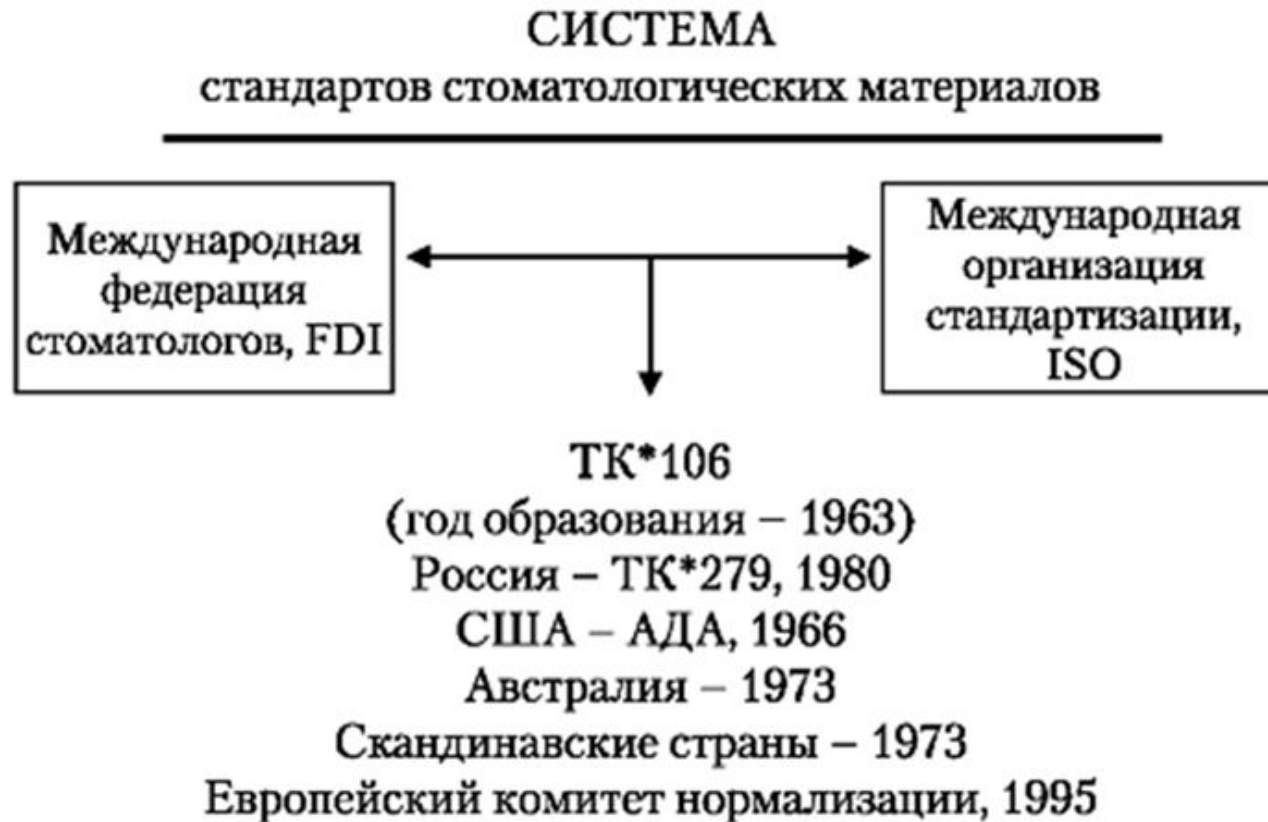 СИСТЕМА
стандартов стоматологических материалов
Международная
федерация
стоматологов, FDI
Международная
организация
стандартизации,
ISO
ТК*106
(год образования – 1963)
Россия – ТК*279, 1980
США – АДА, 1966
Австралия – 1973
Скандинавские страны – 1973
Европейский комитет нормализации, 1995